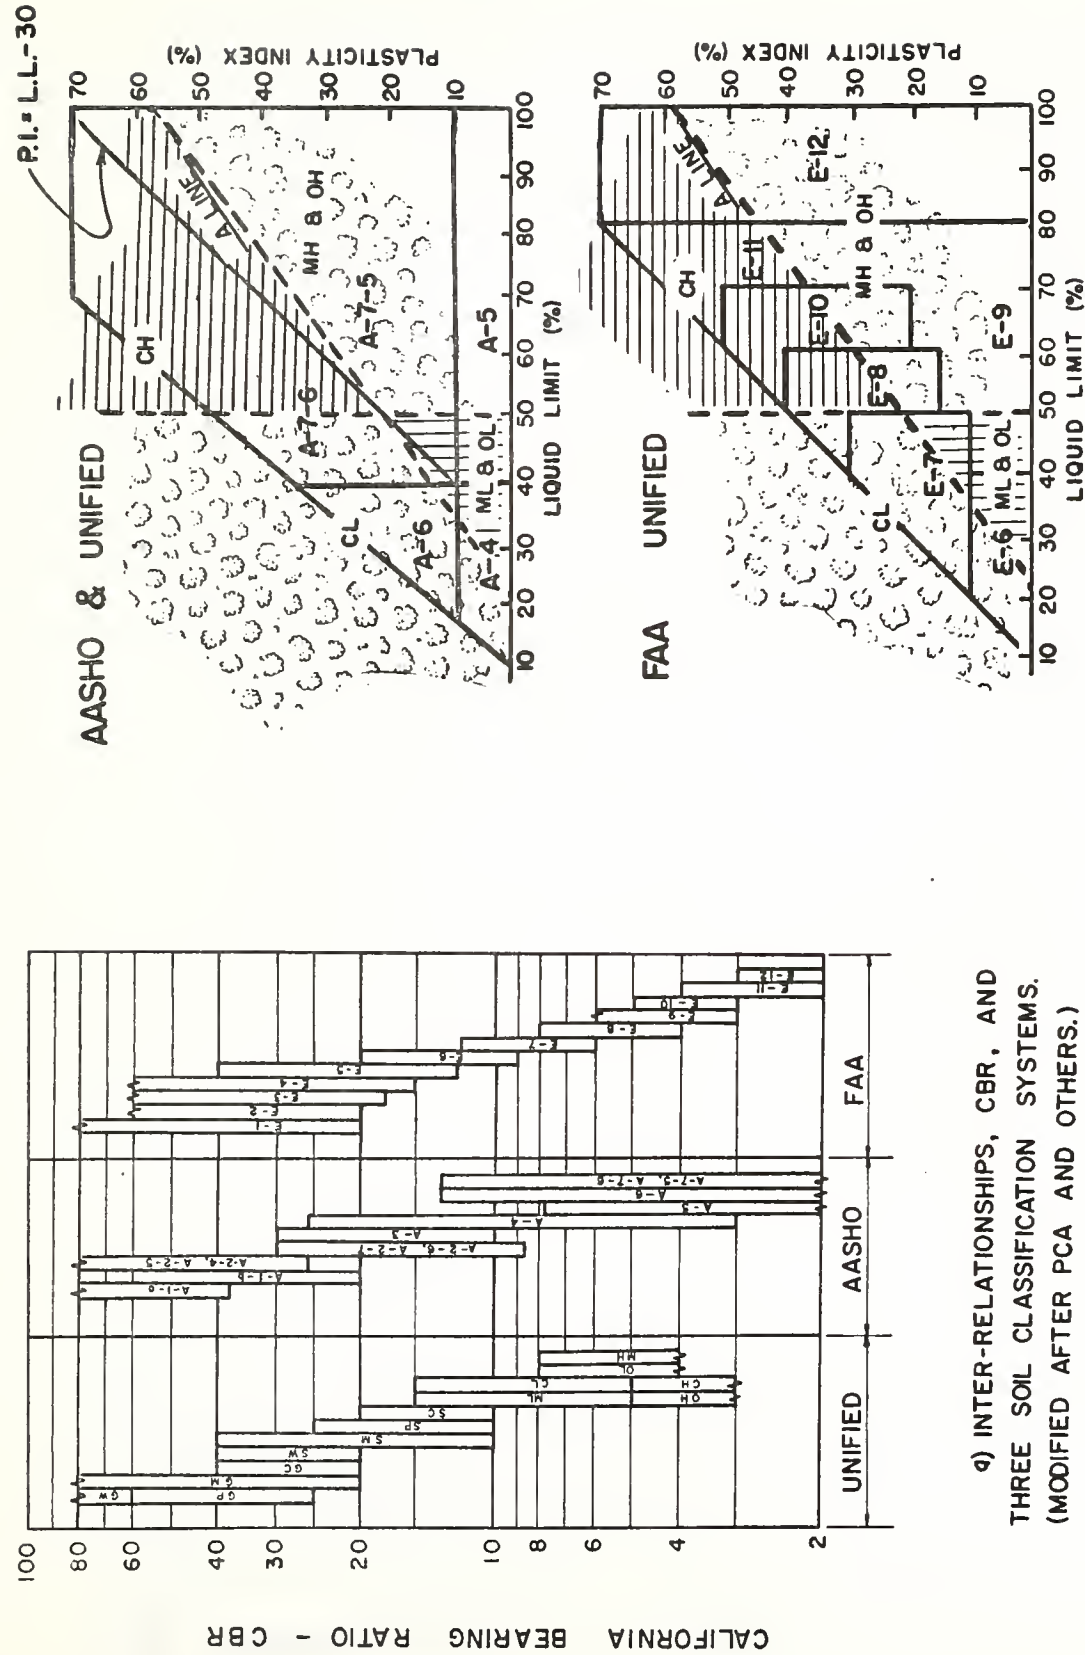 P.I. = L.L.-30
AASHO & UNIFIED
PLASTICITY INDEX (%)
70
60
50
40
30
20
10
CH
A LINE
MH & OH
A-7-5
A-7-6
CL
A-6
A-4
ML & OL
A-5
10 20 30 40 50 60 70 80 90 100
LIQUID LIMIT (%)
FAA UNIFIED
PLASTICITY INDEX (%)
70
60
50
40
30
20
10
CH
A LINE
E-12
E-11
MH & OH
E-10
E-8
E-9
E-7
CL
E-6
ML & OL
10 20 30 40 50 60 70 80 90 100
LIQUID LIMIT (%)
CALIFORNIA BEARING RATIO - CBR
100
80
60
40
30
20
10
8
6
4
2
GW
GP
GM
GC
SW
SM
SP
SC
ML
OH
CL
CH
OL
MH
A-1-a
A-1-b
A-2-4, A-2-5
A-2-6, A-2-7
A-3
A-4
A-5
A-6
A-7-5, A-7-6
E-1
E-2
E-3
E-4
E-5
E-6
E-7
E-8
E-9
E-10
E-11
E-12
UNIFIED
AASHO
FAA
a) INTER-RELATIONSHIPS, CBR, AND
THREE SOIL CLASSIFICATION SYSTEMS.
(MODIFIED AFTER PCA AND OTHERS.)